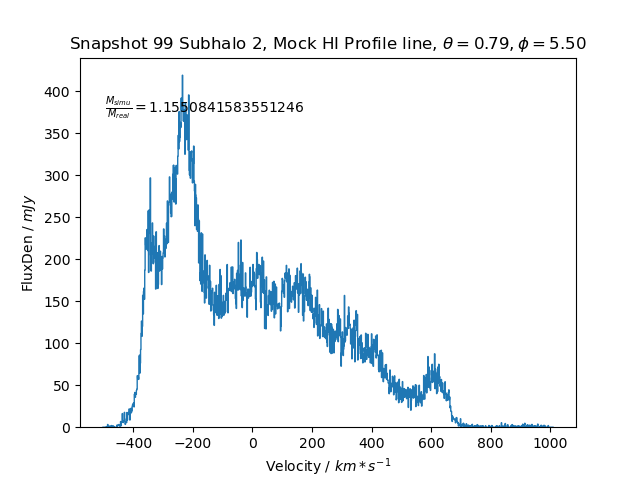 Snapshot 99 Subhalo 2, Mock HI Profile line, θ = 0.79, ϕ = 5.50
400
M_simu/M_real = 1.1550841583551246
350
300
250
FluxDen / mJy
200
150
100
50
0
−400 −200 0 200 400 600 800 1000
Velocity / km * s⁻¹